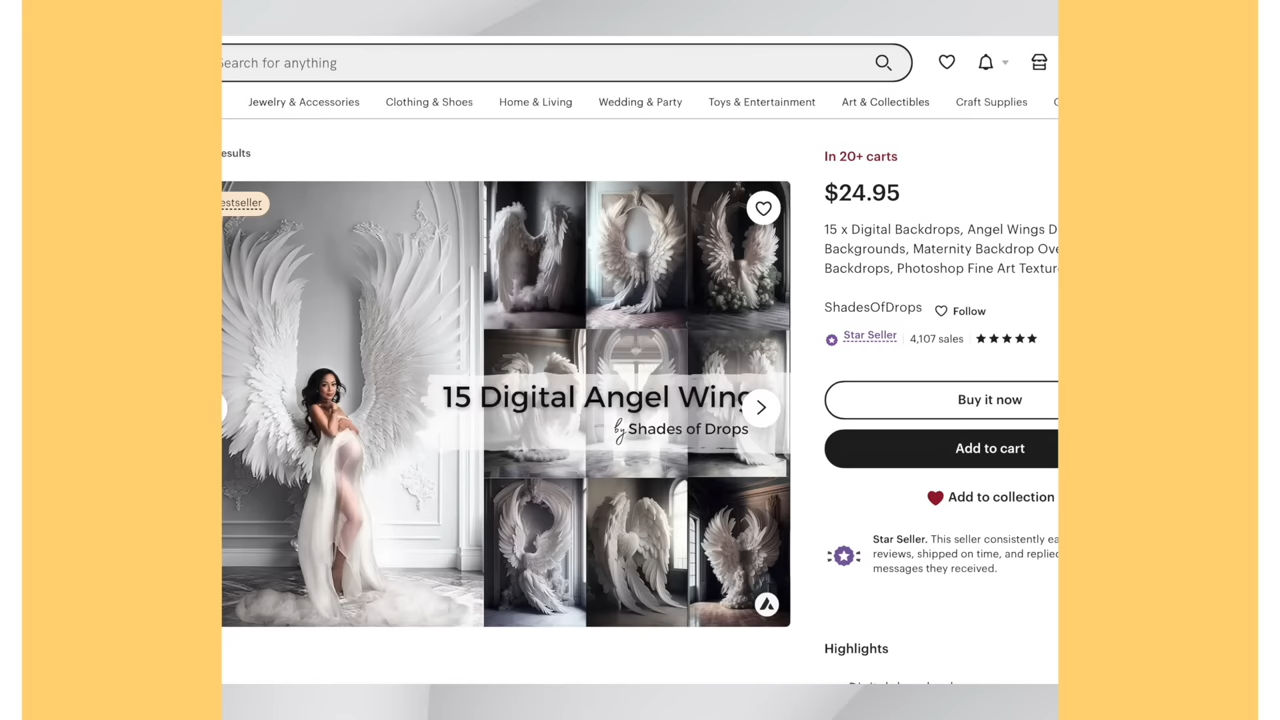 Search for anything
Jewelry & Accessories
Clothing & Shoes
Home & Living
Wedding & Party
Toys & Entertainment
Art & Collectibles
Craft Supplies
esults
In 20+ carts
estseller
$24.95
15 x Digital Backdrops, Angel Wings D
Backgrounds, Maternity Backdrop Ove
Backdrops, Photoshop Fine Art Textur
ShadesOfDrops
Follow
Star Seller
4,107 sales
Buy it now
15 Digital Angel Wing
by Shades of Drops
Add to cart
Add to collection
Star Seller. This seller consistently ea
reviews, shipped on time, and replied
messages they received.
Highlights